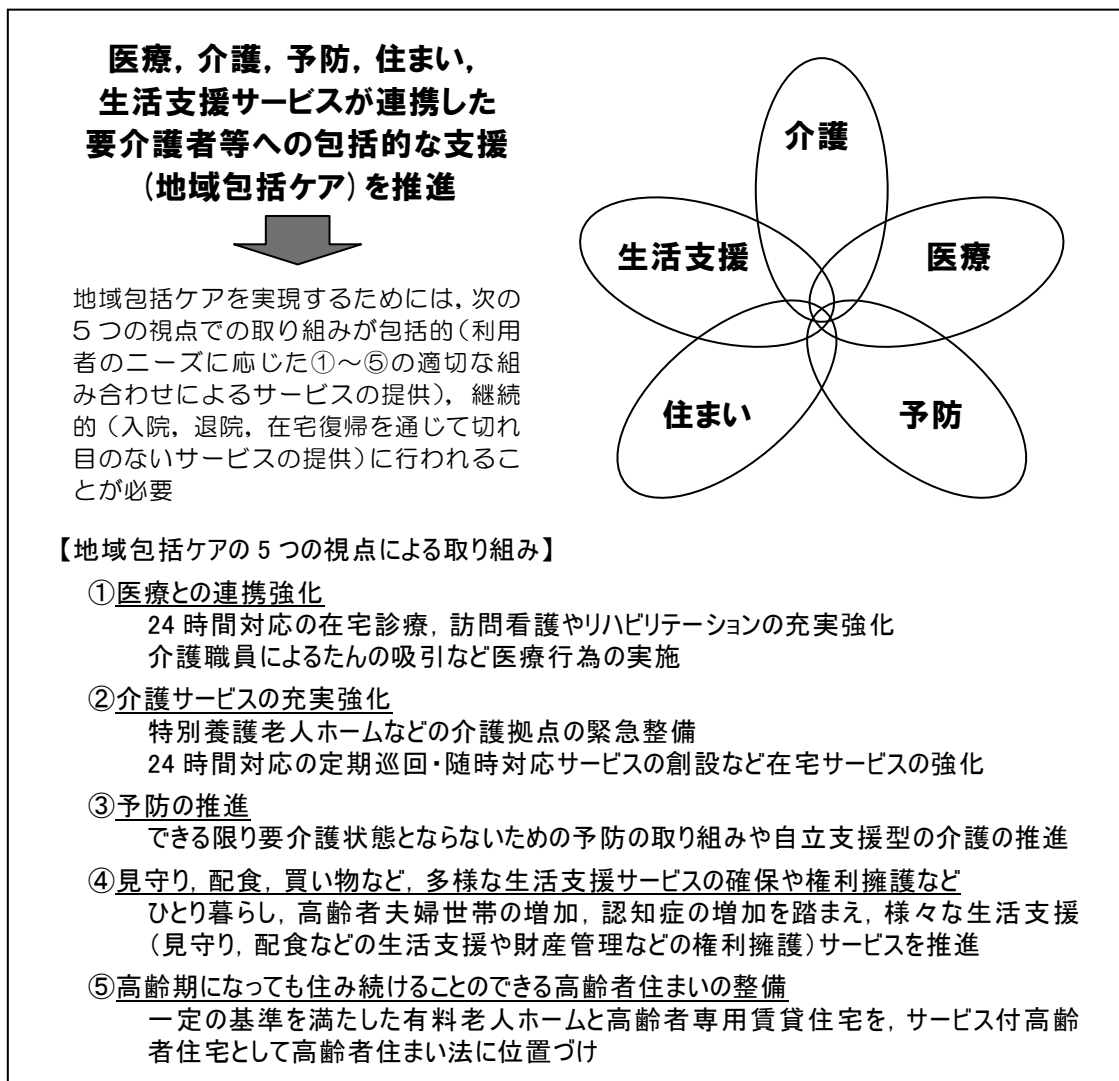 医療，介護，予防，住まい，
生活支援サービスが連携した
要介護者等への包括的な支援
（地域包括ケア）を推進
地域包括ケアを実現するためには，次の
5つの視点での取り組みが包括的（利用
者のニーズに応じた①～⑤の適切な組
み合わせによるサービスの提供），継続
的（入院，退院，在宅復帰を通じて切れ
目のないサービスの提供）に行われるこ
とが必要
介護
生活支援
医療
住まい
予防
【地域包括ケアの5つの視点による取り組み】
①医療との連携強化
24時間対応の在宅診療，訪問看護やリハビリテーションの充実強化
介護職員によるたんの吸引など医療行為の実施
②介護サービスの充実強化
特別養護老人ホームなどの介護拠点の緊急整備
24時間対応の定期巡回・随時対応サービスの創設など在宅サービスの強化
③予防の推進
できる限り要介護状態とならないための予防の取り組みや自立支援型の介護の推進
④見守り，配食，買い物など，多様な生活支援サービスの確保や権利擁護など
ひとり暮らし，高齢者夫婦世帯の増加，認知症の増加を踏まえ，様々な生活支援
（見守り，配食などの生活支援や財産管理などの権利擁護）サービスを推進
⑤高齢期になっても住み続けることのできる高齢者住まいの整備
一定の基準を満たした有料老人ホームと高齢者専用賃貸住宅を，サービス付高齢
者住宅として高齢者住まい法に位置づけ